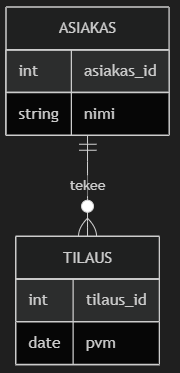 ASIAKAS
int asiakas_id
string nimi
tekee
TILAUS
int tilaus_id
date pvm